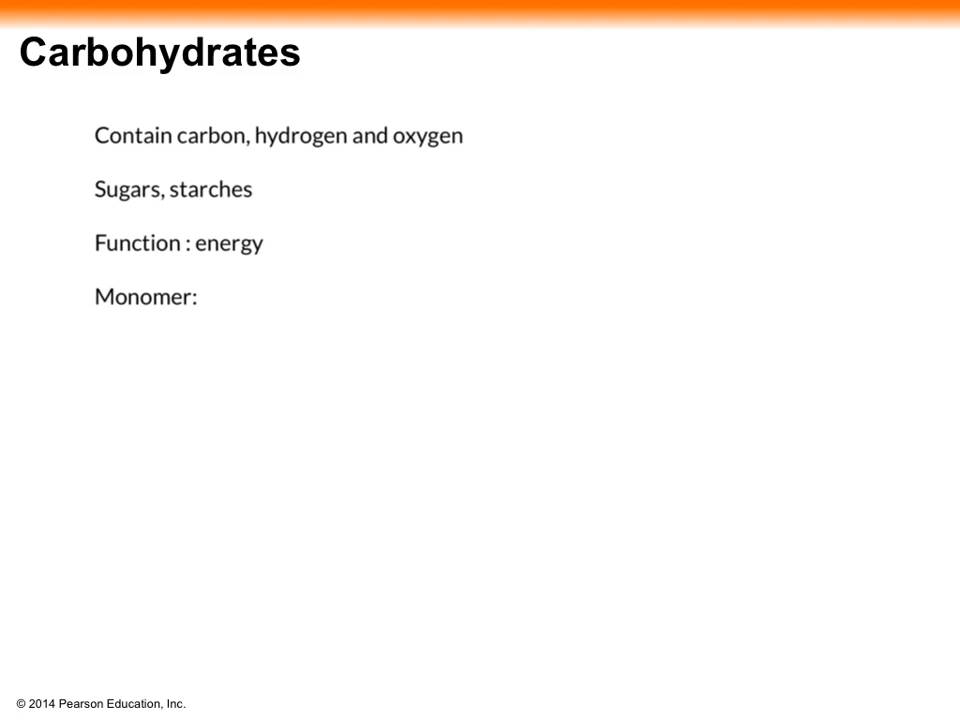 Carbohydrates
Contain carbon, hydrogen and oxygen
Sugars, starches
Function : energy
Monomer:
© 2014 Pearson Education, Inc.